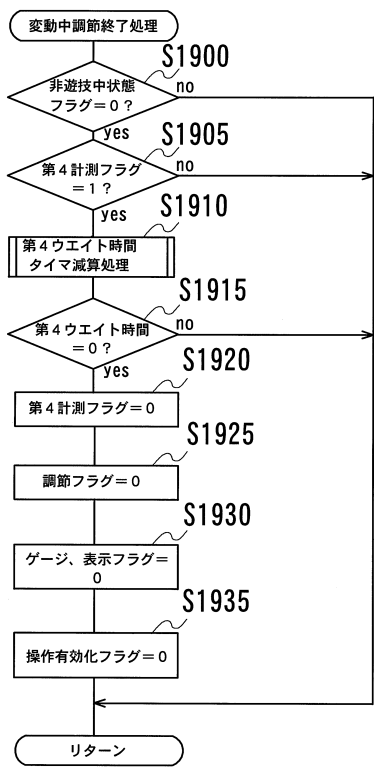 変動中調節終了処理
S1900
非遊技中状態
フラグ＝０？
no
yes
S1905
第４計測フラグ
＝１？
no
yes
S1910
第４ウエイト時間
タイマ減算処理
S1915
第４ウエイト時間
＝０？
no
yes
S1920
第４計測フラグ＝0
S1925
調節フラグ＝0
S1930
ゲージ、表示フラグ＝
0
S1935
操作有効化フラグ＝0
リターン